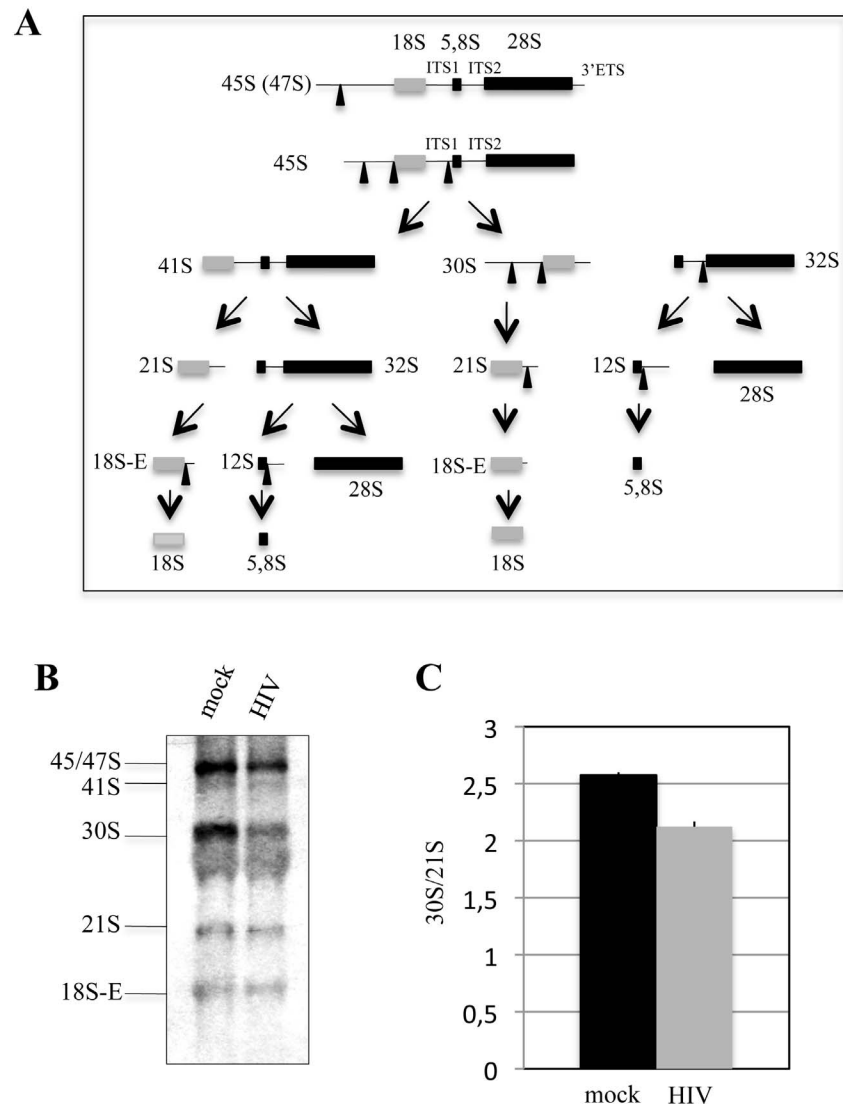 A
18S 5,8S 28S
ITS1 ITS2 3'ETS
45S (47S)
ITS1 ITS2
45S
41S 30S 32S
21S 32S 21S 12S 28S
18S-E 12S 28S 18S-E 5,8S
18S 5,8S 18S
B
mock HIV
45/47S
41S
30S
21S
18S-E
C
3
2,5
2
1,5
1
0,5
0
30S/21S
mock HIV